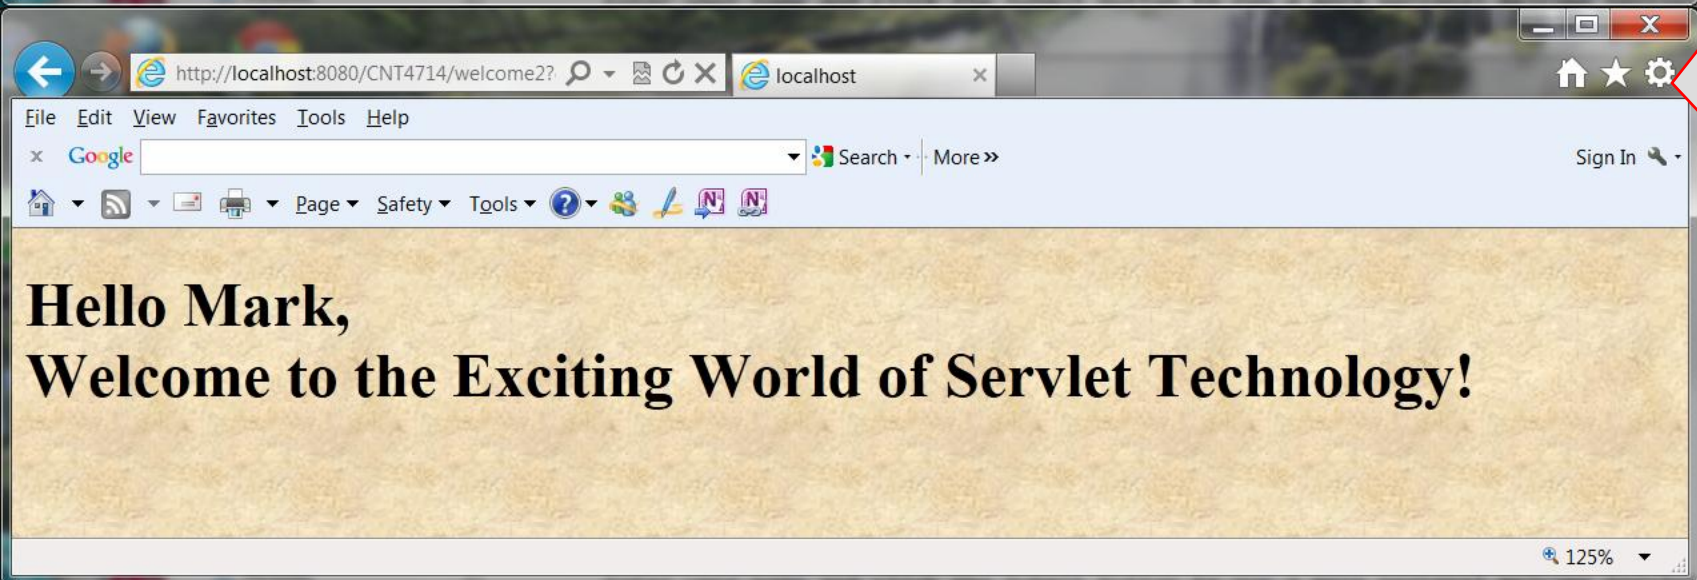 http://localhost:8080/CNT4714/welcome2?
localhost
File Edit View Favorites Tools Help
x Google Search More »
Sign In
Page Safety Tools
Hello Mark,
Welcome to the Exciting World of Servlet Technology!
125%